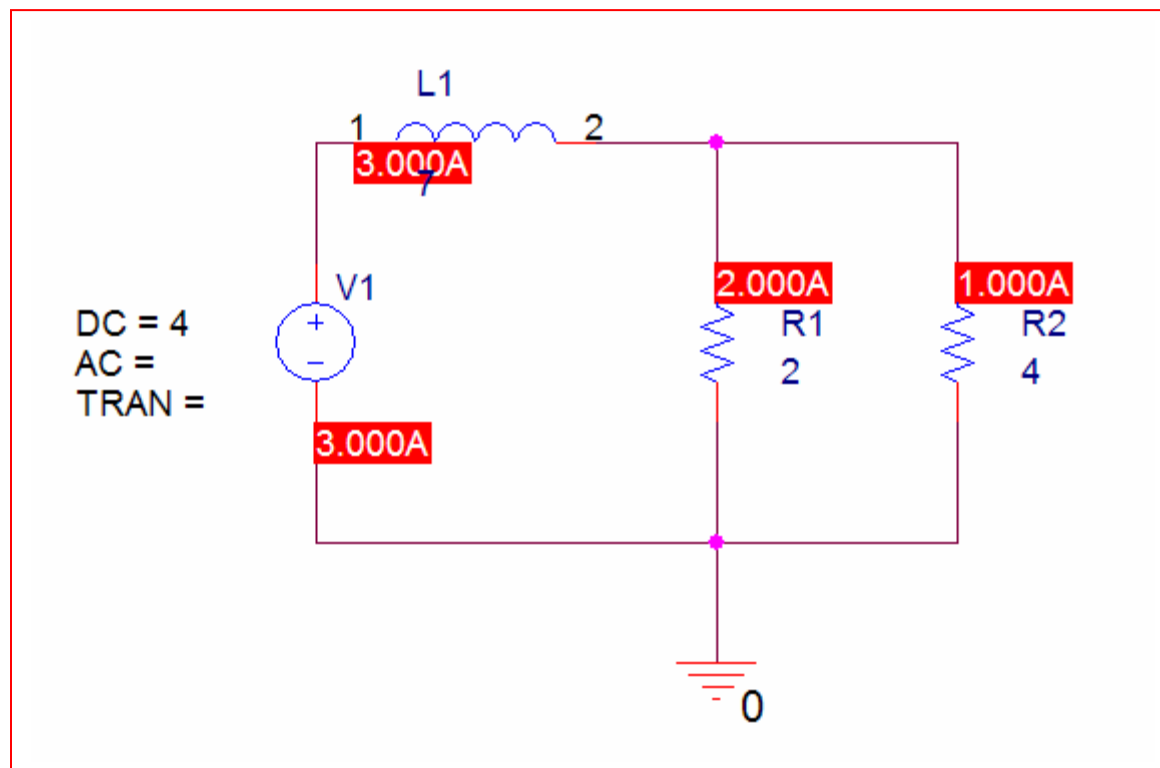 L1
1
2
3.000A
7
V1
DC = 4
AC =
TRAN =
3.000A
2.000A
R1
2
1.000A
R2
4
0